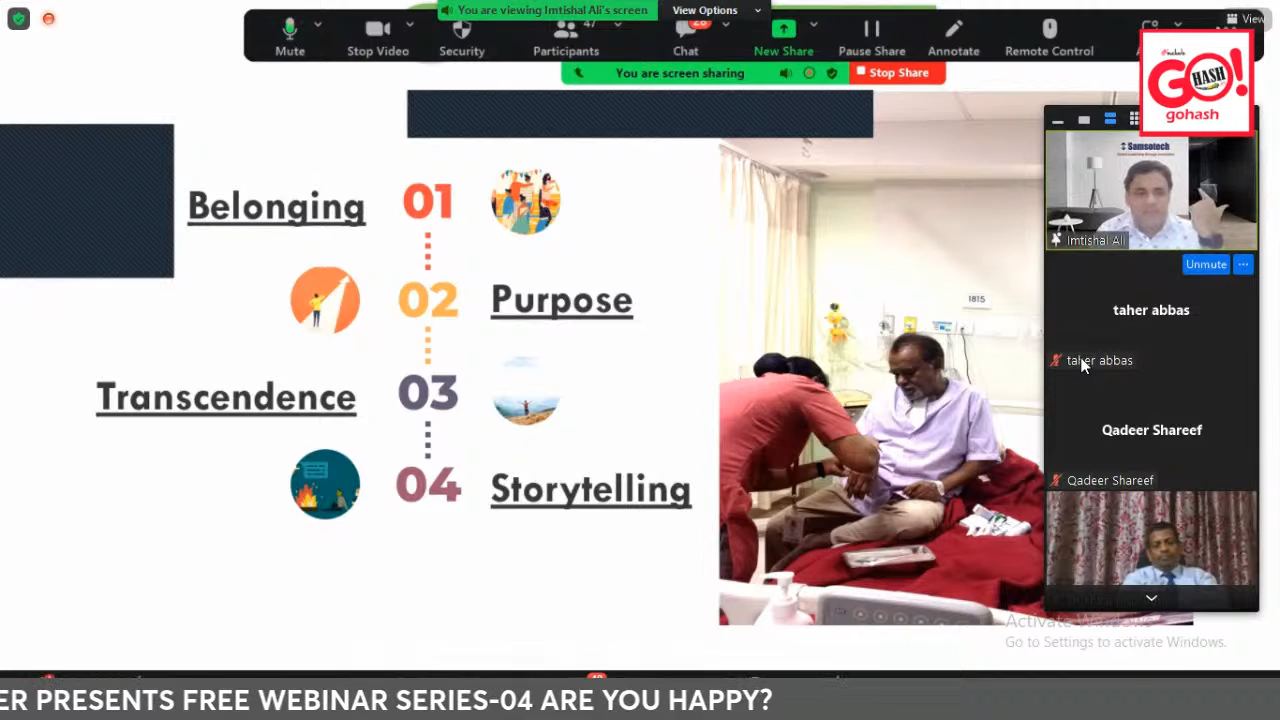 You are viewing Imtishal Ali's screen
View Options
View
Mute
Stop Video
Security
47
Participants
Chat
New Share
Pause Share
Annotate
Remote Control
You are screen sharing
Stop Share
GO!
HASH
gohash
Samsotech
Belonging
01
02
Purpose
Transcendence
03
04
Storytelling
1815
Imtishal Ali
Unmute
taher abbas
taher abbas
Qadeer Shareef
Qadeer Shareef
Activate Windows
Go to Settings to activate Windows.
ER PRESENTS FREE WEBINAR SERIES-04 ARE YOU HAPPY?